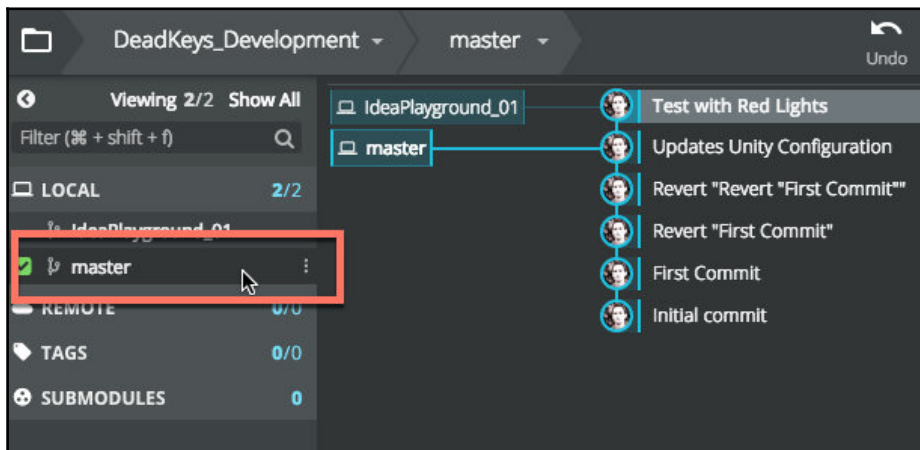 DeadKeys_Development master
Undo
Viewing 2/2 Show All
Filter (⌘ + shift + f)
LOCAL 2/2
IdeaPlayground_01
master
REMOTE 0/0
TAGS 0/0
SUBMODULES 0
IdeaPlayground_01 Test with Red Lights
master Updates Unity Configuration
Revert "Revert "First Commit""
Revert "First Commit"
First Commit
Initial commit